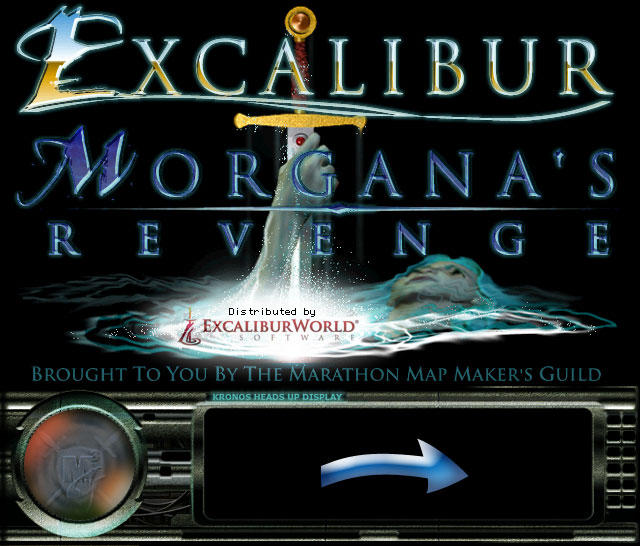 EXCALIBUR
MORGANA'S
REVENGE
Distributed by
EXCALIBURWORLD®
SOFTWARE
BROUGHT TO YOU BY THE MARATHON MAP MAKER'S GUILD
KRONOS HEADS UP DISPLAY